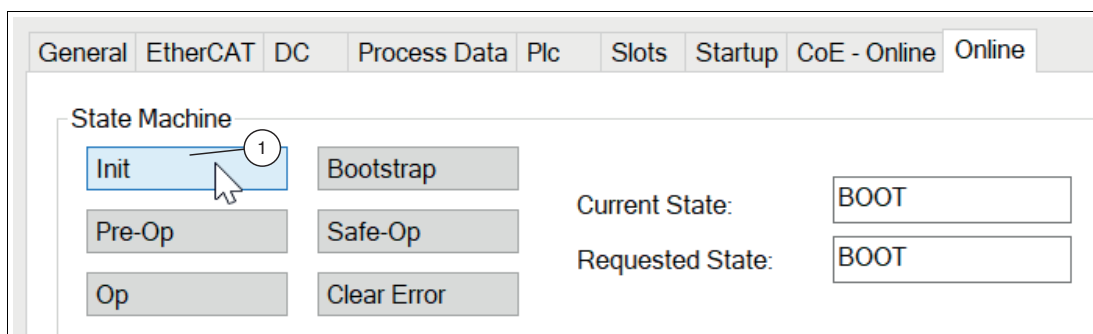 General EtherCAT DC Process Data Plc Slots Startup CoE - Online Online
State Machine
1
Init Bootstrap
Current State: BOOT
Pre-Op Safe-Op
Requested State: BOOT
Op Clear Error